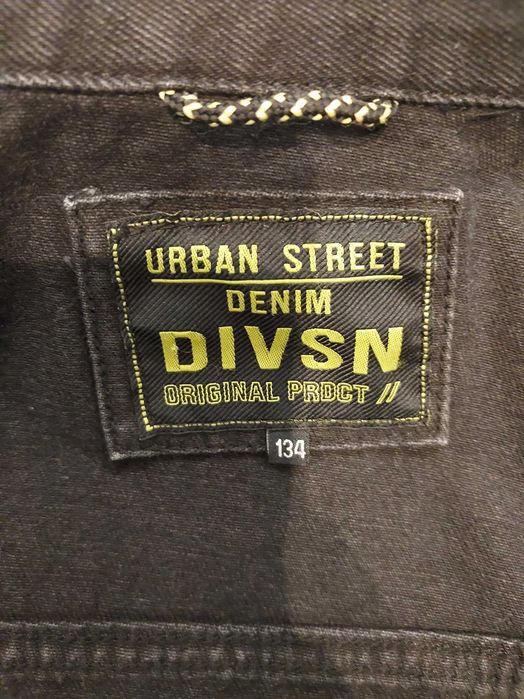 URBAN STREET
DENIM
DIVSN
ORIGINAL PRDCT //
134